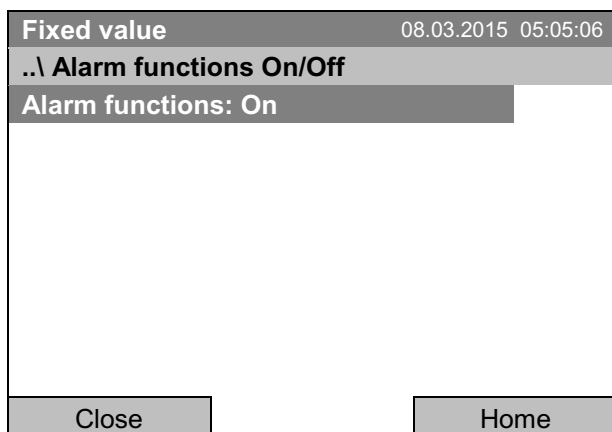 Fixed value 08.03.2015 05:05:06
..\ Alarm functions On/Off
Alarm functions: On
Close Home